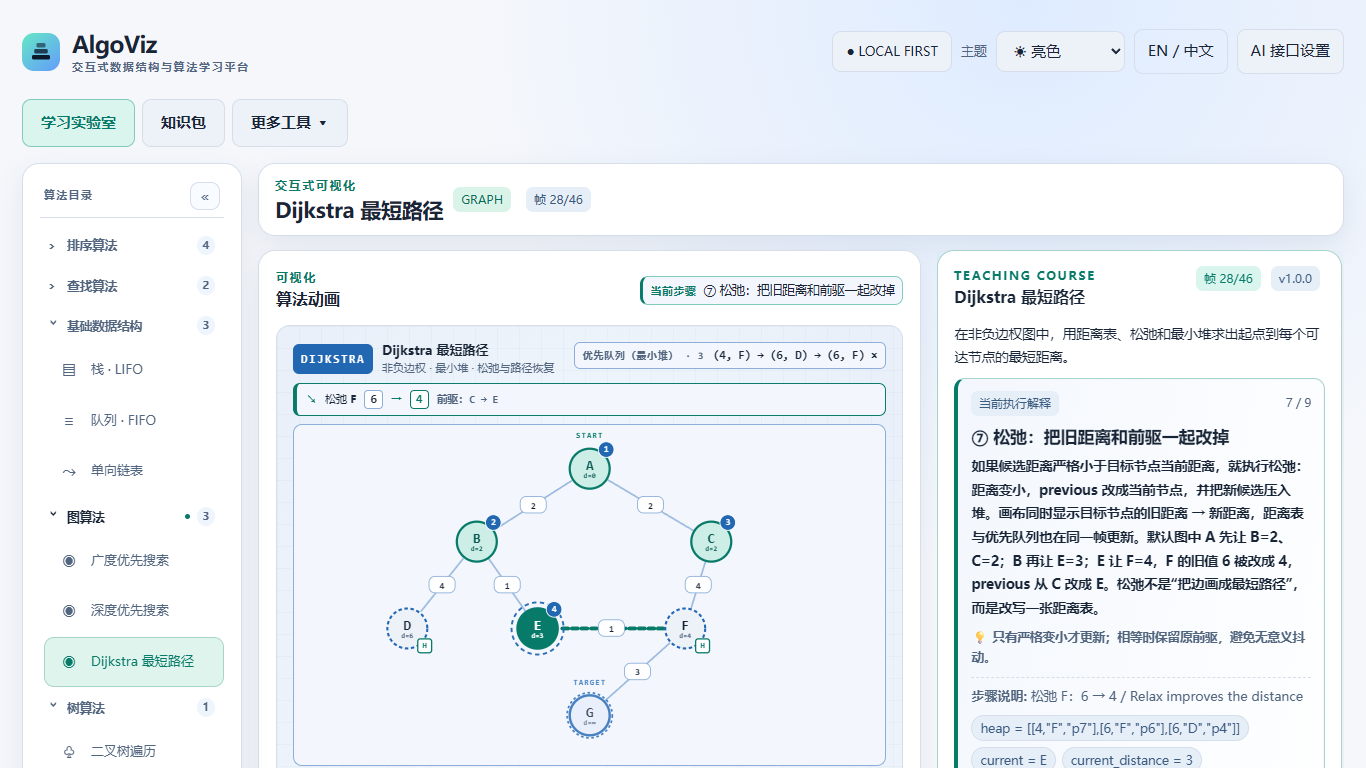 AlgoViz
交互式数据结构与算法学习平台
● LOCAL FIRST
主题
☀ 亮色
EN / 中文
AI 接口设置
学习实验室
知识包
更多工具 ▾
算法目录
«
› 排序算法 4
› 查找算法 2
˅ 基础数据结构 3
▤ 栈 · LIFO
≡ 队列 · FIFO
⤳ 单向链表
˅ 图算法 ● 3
◉ 广度优先搜索
◉ 深度优先搜索
◉ Dijkstra 最短路径
˅ 树算法 1
♧ 二叉树遍历
交互式可视化
Dijkstra 最短路径
GRAPH
帧 28/46
可视化
算法动画
当前步骤 ⑦ 松弛：把旧距离和前驱一起改掉
DIJKSTRA
Dijkstra 最短路径
非负边权 · 最小堆 · 松弛与路径恢复
优先队列（最小堆） · 3 (4, F) → (6, D) → (6, F) ×
↘ 松弛 F 6 → 4 前驱: C → E
START
A
d=0
1
2
2
B
d=2
2
C
d=2
3
4
1
4
D
d=6
H
E
d=3
4
1
F
d=4
H
3
TARGET
G
d=∞
TEACHING COURSE
Dijkstra 最短路径
帧 28/46
v1.0.0
在非负边权图中，用距离表、松弛和最小堆求出起点到每个可
达节点的最短距离。
当前执行解释
7 / 9
⑦ 松弛：把旧距离和前驱一起改掉
如果候选距离严格小于目标节点当前距离，就执行松弛：
距离变小，previous 改成当前节点，并把新候选压入
堆。画布同时显示目标节点的旧距离 → 新距离，距离表
与优先队列也在同一帧更新。默认图中 A 先让 B=2、
C=2；B 再让 E=3；E 让 F=4，F 的旧值 6 被改成 4，
previous 从 C 改成 E。松弛不是“把边画成最短路径”，
而是改写一张距离表。
💡 只有严格变小才更新；相等时保留原前驱，避免无意义抖
动。
步骤说明: 松弛 F：6 → 4 / Relax improves the distance
heap = [[4,"F","p7"],[6,"F","p6"],[6,"D","p4"]]
current = E
current_distance = 3